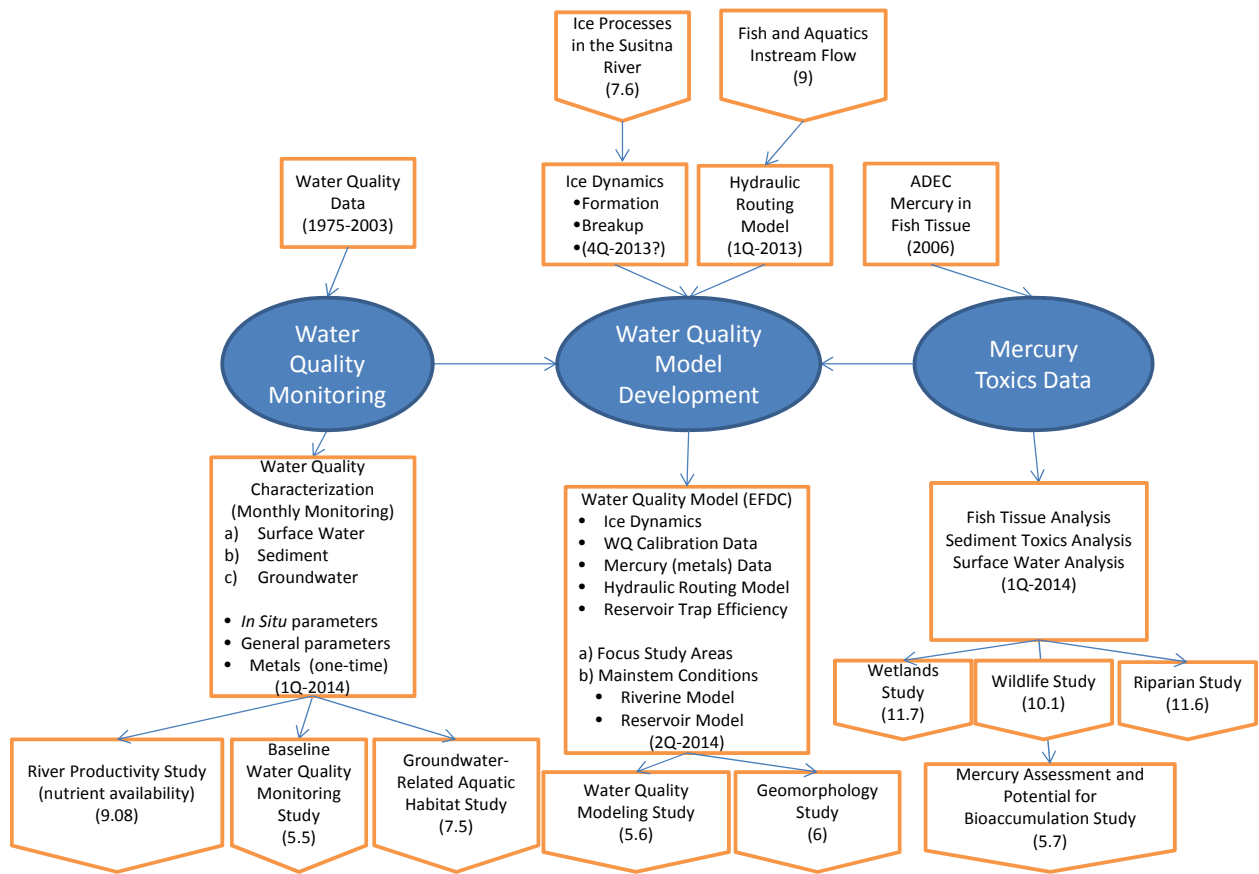 Ice Processes
in the Susitna
River
(7.6)
Fish and Aquatics
Instream Flow
(9)
Water Quality
Data
(1975-2003)
Ice Dynamics
•Formation
•Breakup
•(4Q-2013?)
Hydraulic
Routing
Model
(1Q-2013)
ADEC
Mercury in
Fish Tissue
(2006)
Water
Quality
Monitoring
Water Quality
Model
Development
Mercury
Toxics Data
Water Quality
Characterization
(Monthly Monitoring)
a) Surface Water
b) Sediment
c) Groundwater
• In Situ parameters
• General parameters
• Metals (one-time)
(1Q-2014)
Water Quality Model (EFDC)
• Ice Dynamics
• WQ Calibration Data
• Mercury (metals) Data
• Hydraulic Routing Model
• Reservoir Trap Efficiency
a) Focus Study Areas
b) Mainstem Conditions
• Riverine Model
• Reservoir Model
(2Q-2014)
Fish Tissue Analysis
Sediment Toxics Analysis
Surface Water Analysis
(1Q-2014)
Wetlands
Study
(11.7)
Wildlife Study
(10.1)
Riparian Study
(11.6)
River Productivity Study
(nutrient availability)
(9.08)
Baseline
Water Quality
Monitoring
Study
(5.5)
Groundwater-
Related Aquatic
Habitat Study
(7.5)
Water Quality
Modeling Study
(5.6)
Geomorphology
Study
(6)
Mercury Assessment and
Potential for
Bioaccumulation Study
(5.7)